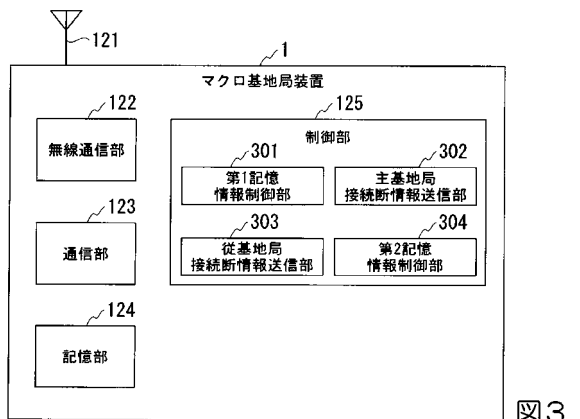 121
1
マクロ基地局装置
122
無線通信部
125
制御部
301
第1記憶
情報制御部
302
主基地局
接続断情報送信部
123
通信部
303
従基地局
接続断情報送信部
304
第2記憶
情報制御部
124
記憶部
図3